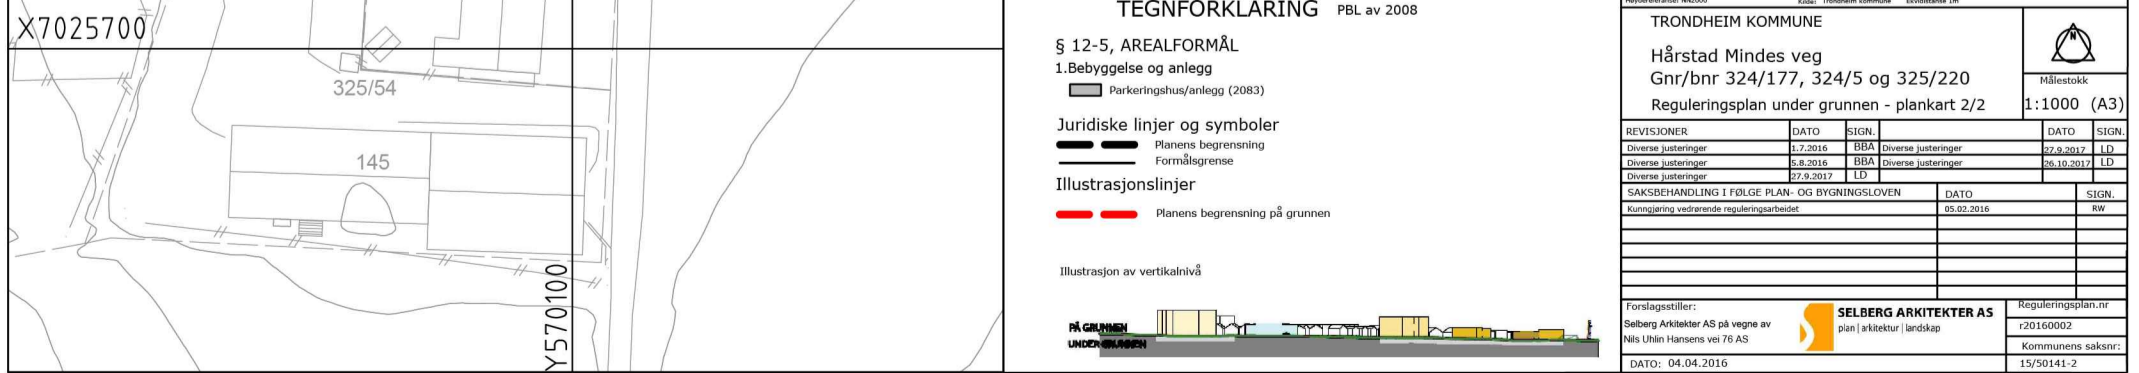 X7025700
325/54
145
Y570100
TEGNFORKLARING PBL av 2008
§ 12-5, AREALFORMÅL
1.Bebyggelse og anlegg
Parkeringshus/anlegg (2083)
Juridiske linjer og symboler
Planens begrensning
Formålsgrense
Illustrasjonslinjer
Planens begrensning på grunnen
Illustrasjon av vertikalnivå
PÅ GRUNNEN
UNDER GRUNNEN
Høydereferanse: NN2000 Kilde: Trondheim kommune Ekvidistanse 1m
TRONDHEIM KOMMUNE
Hårstad Mindes veg
Gnr/bnr 324/177, 324/5 og 325/220
Reguleringsplan under grunnen - plankart 2/2
N
Målestokk
1:1000 (A3)
REVISJONER DATO SIGN. DATO SIGN.
Diverse justeringer 1.7.2016 BBA Diverse justeringer 27.9.2017 LD
Diverse justeringer 5.8.2016 BBA Diverse justeringer 26.10.2017 LD
Diverse justeringer 27.9.2017 LD
SAKSBEHANDLING I FØLGE PLAN- OG BYGNINGSLOVEN DATO SIGN.
Kunngjøring vedrørende reguleringsarbeidet 05.02.2016 RW
Forslagsstiller:
Selberg Arkitekter AS på vegne av
Nils Uhlin Hansens vei 76 AS
SELBERG ARKITEKTER AS
plan | arkitektur | landskap
Reguleringsplan.nr
r20160002
Kommunens saksnr:
DATO: 04.04.2016 15/50141-2